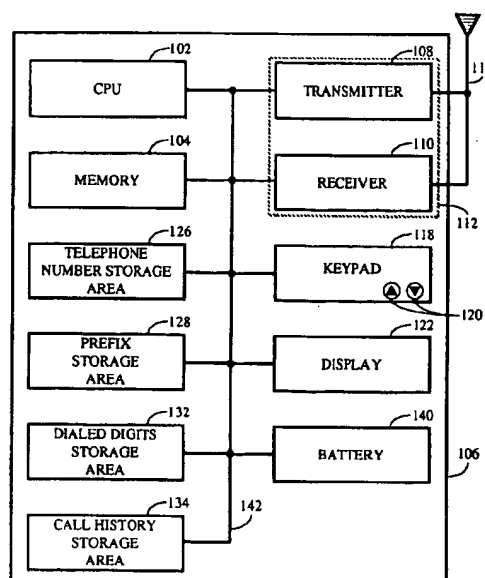 102
CPU
108
TRANSMITTER
11
104
MEMORY
110
RECEIVER
112
126
TELEPHONE
NUMBER STORAGE
AREA
118
KEYPAD
120
128
PREFIX
STORAGE
AREA
122
DISPLAY
132
DIALED DIGITS
STORAGE
AREA
140
BATTERY
106
134
CALL HISTORY
STORAGE
AREA
142